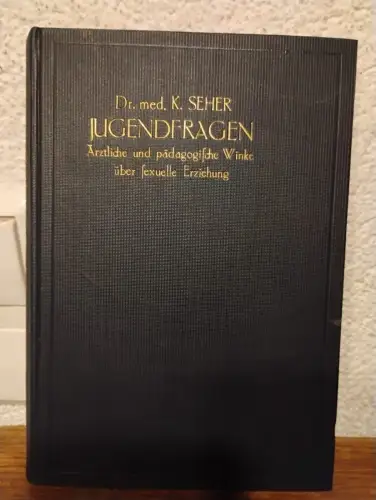 Dr. med. K. SEHER
JUGENDFRAGEN
Ärztliche und pädagogiſche Winke
über ſexuelle Erziehung